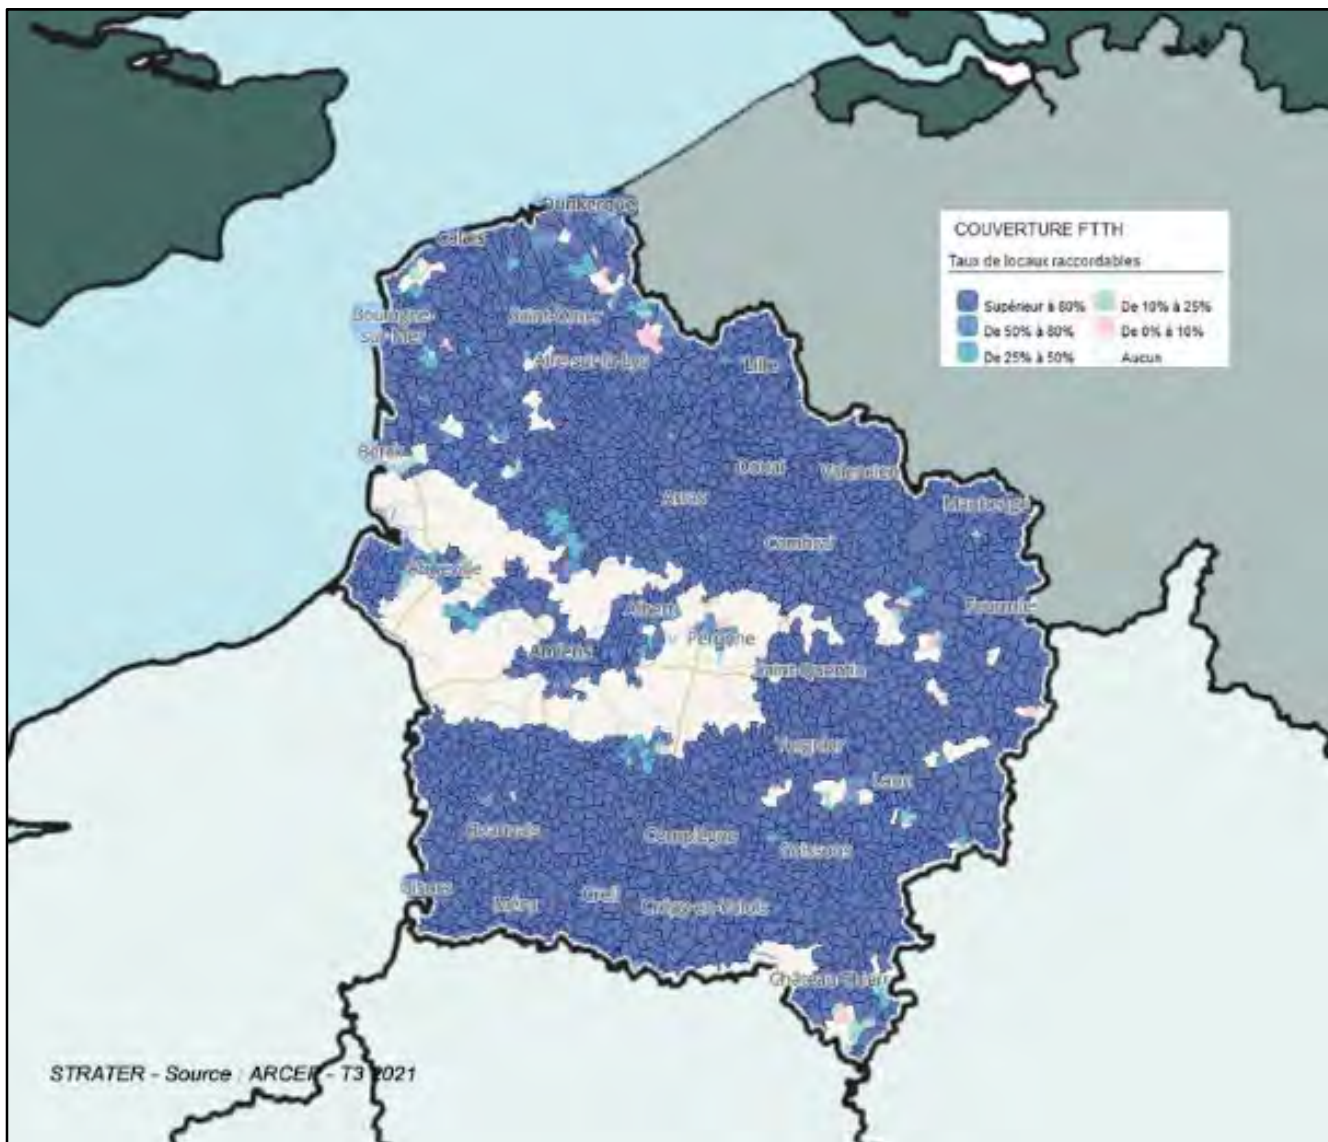 Dunkerque
Calais
COUVERTURE FTTH
Taux de locaux raccordables
Supérieur à 80%
De 10% à 25%
De 50% à 80%
De 0% à 10%
De 25% à 50%
Aucun
Boulogne-
sur-Mer
Saint-Omer
Aire-sur-la-Lys
Lille
Berck
Douai
Valencien
Arras
Maubeuge
Cambrai
Abbeville
Albert
Fourmie
Péronne
Amiens
Saint-Quentin
Tergnier
Laon
Beauvais
Compiègne
Soissons
Gisors
Méru
Creil
Crépy-en-Valois
Château-Thierr
STRATER - Source : ARCEP - T3 2021